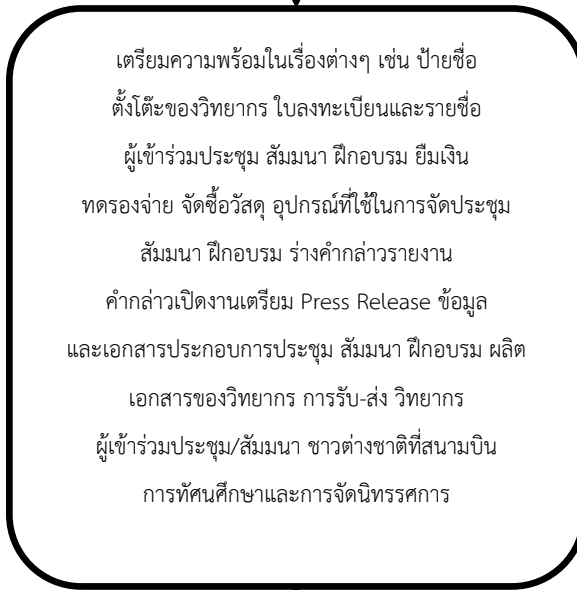 เตรียมความพร้อมในเรื่องต่างๆ เช่น ป้ายชื่อ
ตั้งโต๊ะของวิทยากร ใบลงทะเบียนและรายชื่อ
ผู้เข้าร่วมประชุม สัมมนา ฝึกอบรม ยืมเงิน
ทดรองจ่าย จัดซื้อวัสดุ อุปกรณ์ที่ใช้ในการจัดประชุม
สัมมนา ฝึกอบรม ร่างคำกล่าวรายงาน
คำกล่าวเปิดงานเตรียม Press Release ข้อมูล
และเอกสารประกอบการประชุม สัมมนา ฝึกอบรม ผลิต
เอกสารของวิทยากร การรับ-ส่ง วิทยากร
ผู้เข้าร่วมประชุม/สัมมนา ชาวต่างชาติที่สนามบิน
การทัศนศึกษาและการจัดนิทรรศการ